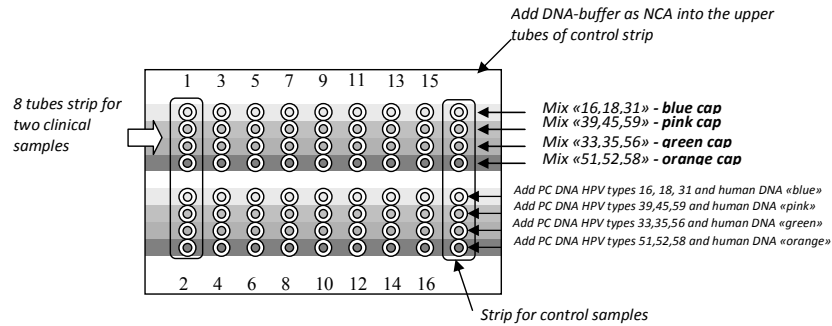 Add DNA-buffer as NCA into the upper
tubes of control strip
1 3 5 7 9 11 13 15
8 tubes strip for
two clinical
samples
Mix «16,18,31» - blue cap
Mix «39,45,59» - pink cap
Mix «33,35,56» - green cap
Mix «51,52,58» - orange cap
Add PC DNA HPV types 16, 18, 31 and human DNA «blue»
Add PC DNA HPV types 39,45,59 and human DNA «pink»
Add PC DNA HPV types 33,35,56 and human DNA «green»
Add PC DNA HPV types 51,52,58 and human DNA «orange»
2 4 6 8 10 12 14 16
Strip for control samples